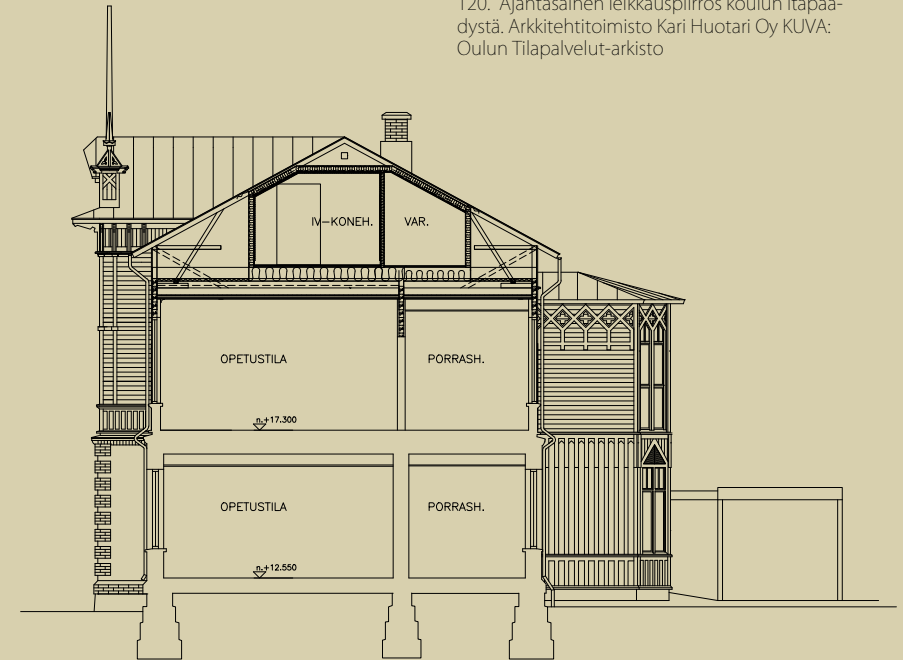 120. Ajantasainen leikkauspiirros koulun itäpää-
dystä. Arkkitehtitoimisto Kari Huotari Oy KUVA:
Oulun Tilapalvelut-arkisto
IV-KONEH. VAR.
OPETUSTILA PORRASH.
n.+17.300
OPETUSTILA PORRASH.
n.+12.550